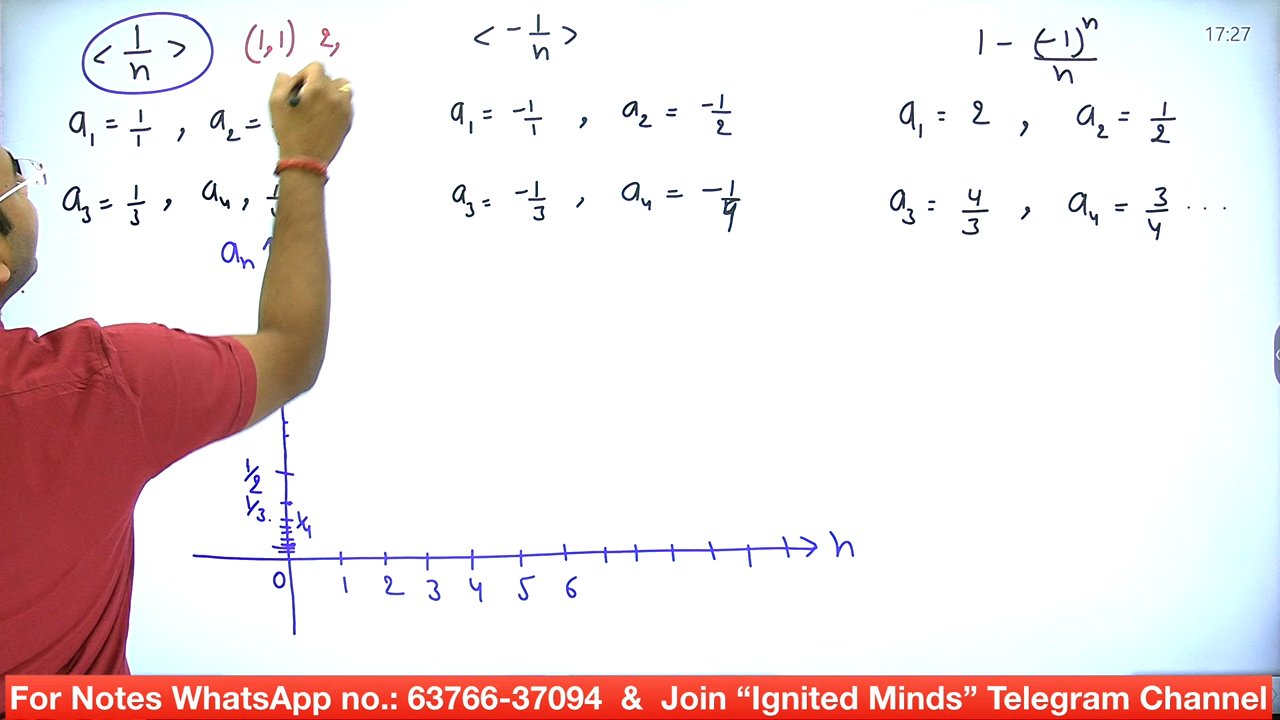 < 1/n > (1,1) 2,
a1 = 1/1 , a2 =
a3 = 1/3 , a4 ,
< - 1/n >
a1 = -1/1 , a2 = -1/2
a3 = -1/3 , a4 = -1/4
1 - (-1)^n/n
a1 = 2 , a2 = 1/2
a3 = 4/3 , a4 = 3/4 ...
17:27
an
1/2
1/3
1/4
0 1 2 3 4 5 6
n
For Notes WhatsApp no.: 63766-37094 & Join “Ignited Minds” Telegram Channel